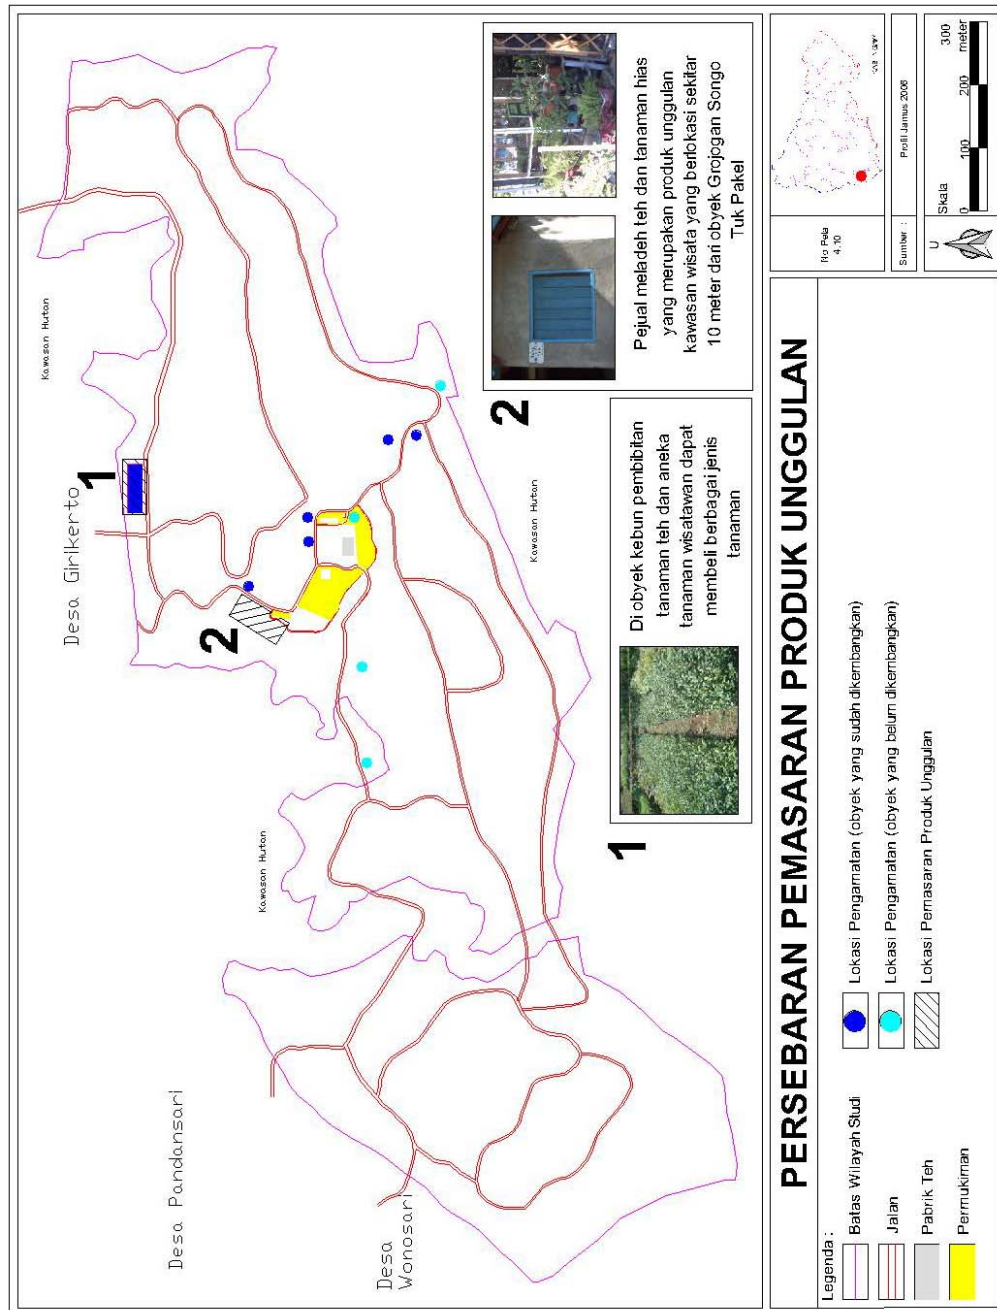 Desa Pandansari
Desa
Wonosari
Desa Girikerto
Kawasan Hutan
Kawasan Hutan
Kawasan Hutan
1
2
1
Di obyek kebun pembibitan
tanaman teh dan aneka
tanaman wisatawan dapat
membeli berbagai jenis
tanaman
2
Pejual meladeh teh dan tanaman hias
yang merupakan produk unggulan
kawasan wisata yang berlokasi sekitar
10 meter dari obyek Grojogan Songo
Tuk Pakel
PERSEBARAN PEMASARAN PRODUK UNGGULAN
Legenda :
Batas Wilayah Studi
Jalan
Pabrik Teh
Permukiman
Lokasi Pengamatan (obyek yang sudah dikembangkan)
Lokasi Pengamatan (obyek yang belum dikembangkan)
Lokasi Pemasaran Produk Unggulan
No Peta
4.10
Sumber :
Profil Jamus 2006
U
Skala
0 100 200 300
meter